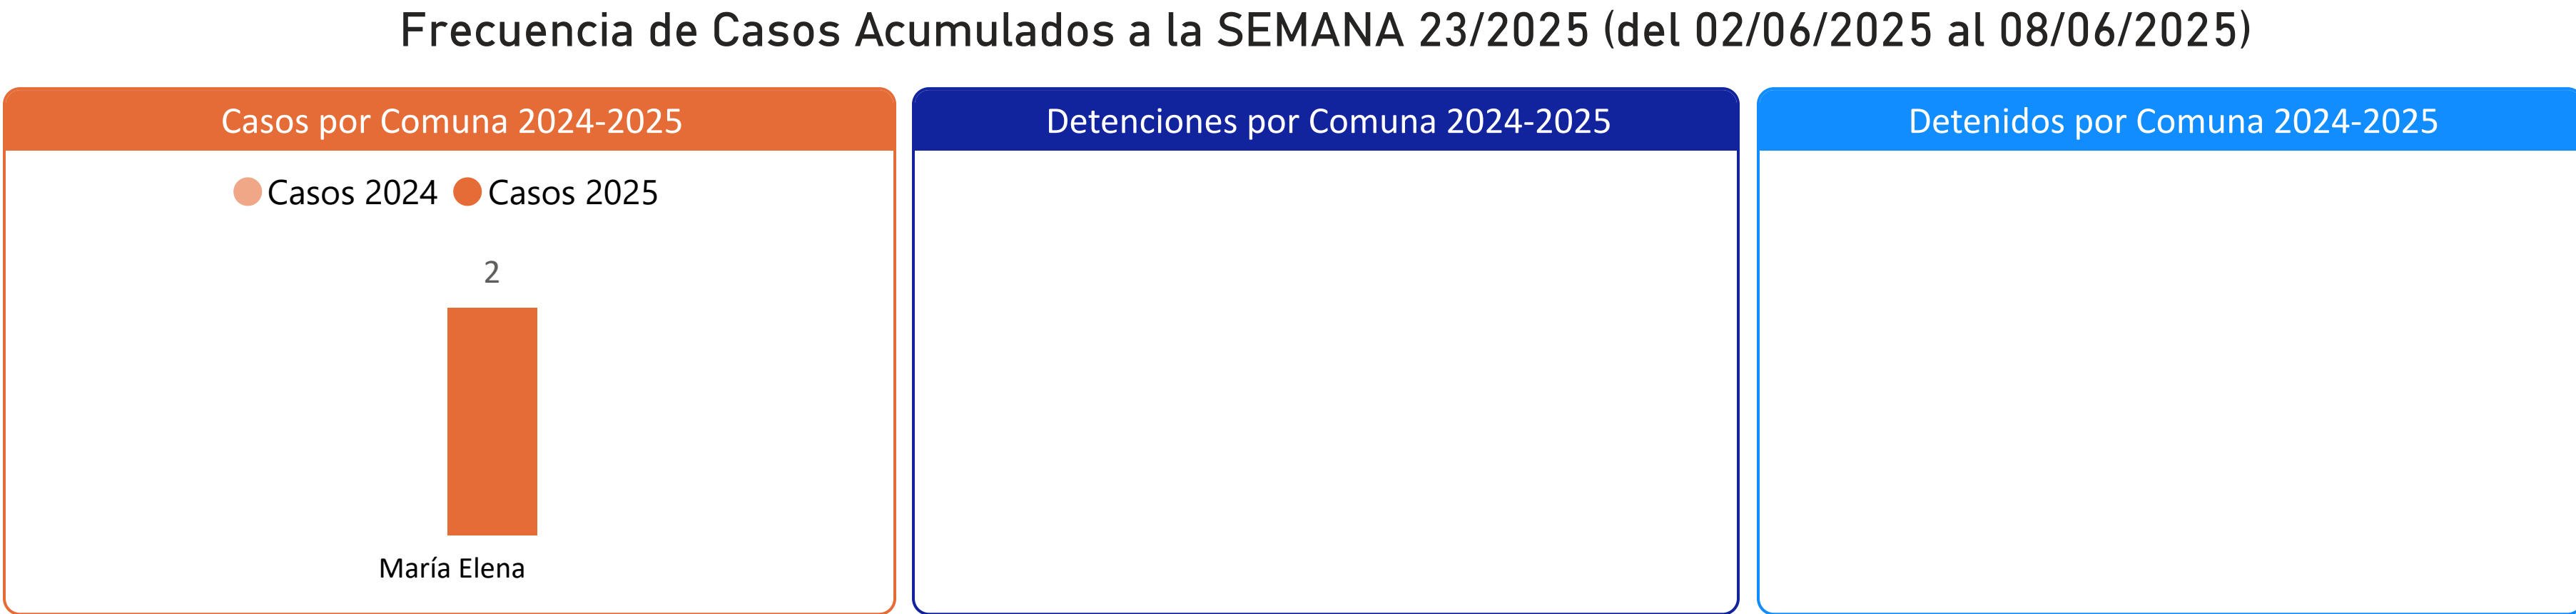 Frecuencia de Casos Acumulados a la SEMANA 23/2025 (del 02/06/2025 al 08/06/2025)
Casos por Comuna 2024-2025
Casos 2024 Casos 2025
2
María Elena
Detenciones por Comuna 2024-2025
Detenidos por Comuna 2024-2025